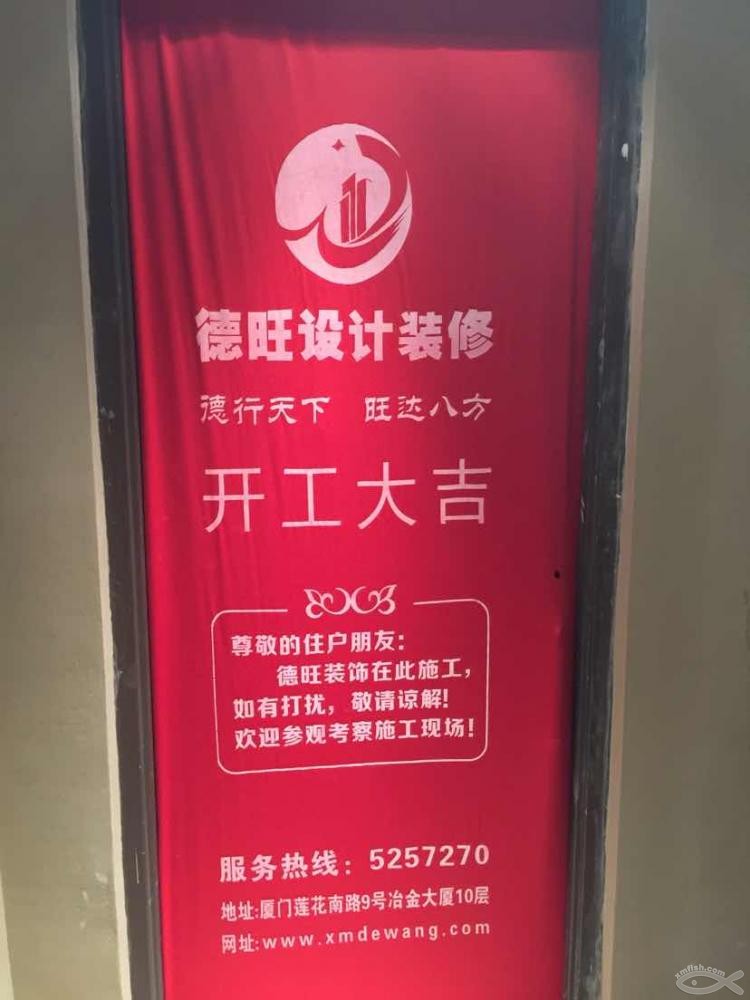 德旺设计装修
德行天下 旺达八方
开工大吉
尊敬的住户朋友:
德旺装饰在此施工,
如有打扰,敬请谅解!
欢迎参观考察施工现场!
服务热线:5257270
地址:厦门莲花南路9号冶金大厦10层
网址:www.xmdewang.com
xmfish.com